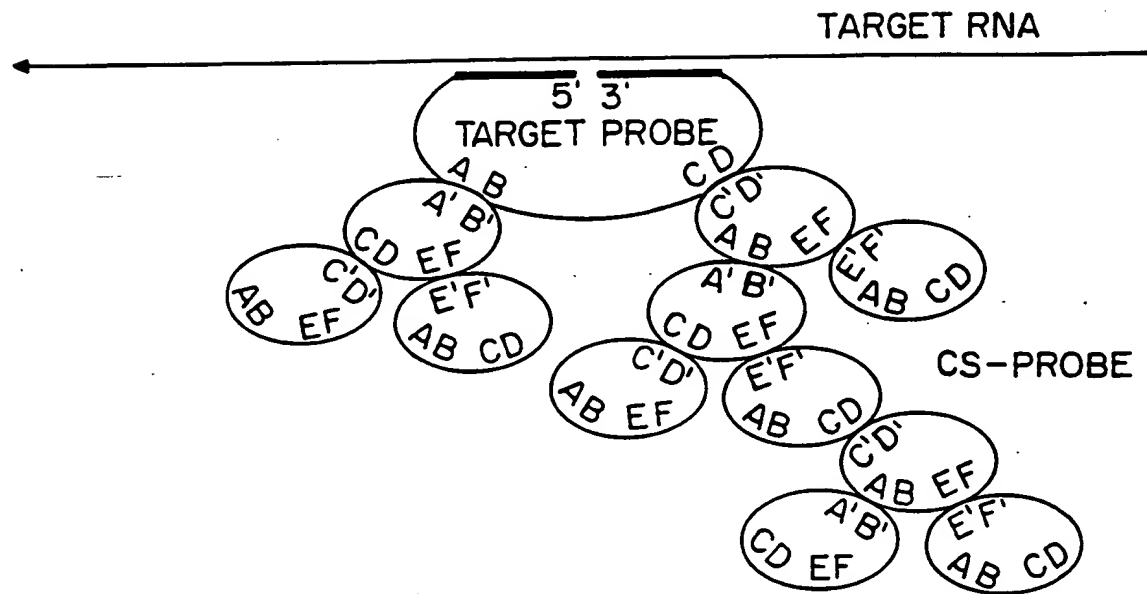 TARGET RNA
5' 3'
TARGET PROBE
AB
CD
A'B'
CD EF
C'D'
AB EF
E'F'
AB CD
C'D'
AB EF
E'F'
AB CD
A'B'
CD EF
C'D'
AB EF
E'F'
AB CD
CS-PROBE
C'D'
AB EF
A'B'
CD EF
E'F'
AB CD